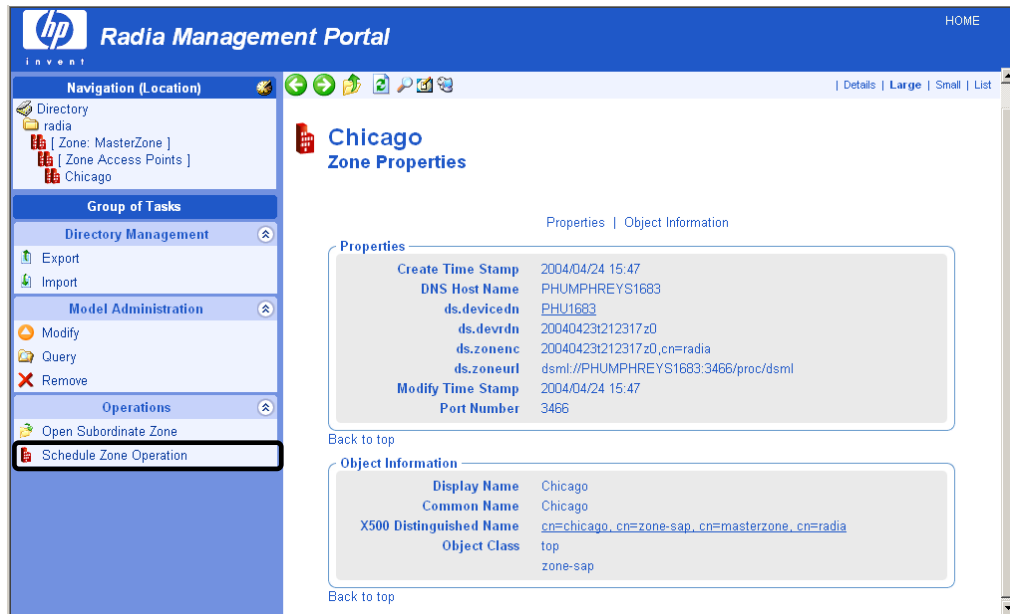 hp
invent
Radia Management Portal
HOME
Navigation (Location)
Directory
radia
[ Zone: MasterZone ]
[ Zone Access Points ]
Chicago
Group of Tasks
Directory Management
Export
Import
Model Administration
Modify
Query
Remove
Operations
Open Subordinate Zone
Schedule Zone Operation
| Details | Large | Small | List
Chicago
Zone Properties
Properties | Object Information
Properties
Create Time Stamp 2004/04/24 15:47
DNS Host Name PHUMPHREYS1683
ds.devicedn PHU1683
ds.devrdn 20040423t212317z0
ds.zonenc 20040423t212317z0,cn=radia
ds.zoneurl dsml://PHUMPHREYS1683:3466/proc/dsml
Modify Time Stamp 2004/04/24 15:47
Port Number 3466
Back to top
Object Information
Display Name Chicago
Common Name Chicago
X500 Distinguished Name cn=chicago, cn=zone-sap, cn=masterzone, cn=radia
Object Class top
zone-sap
Back to top